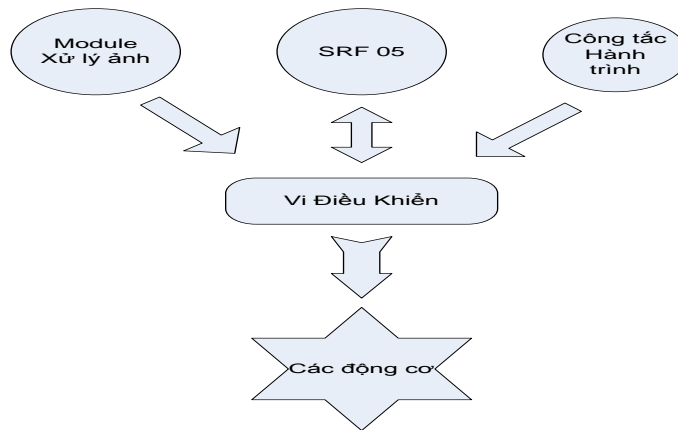 Module
Xử lý ảnh
SRF 05
Công tắc
Hành
trình
Vi Điều Khiển
Các động cơ